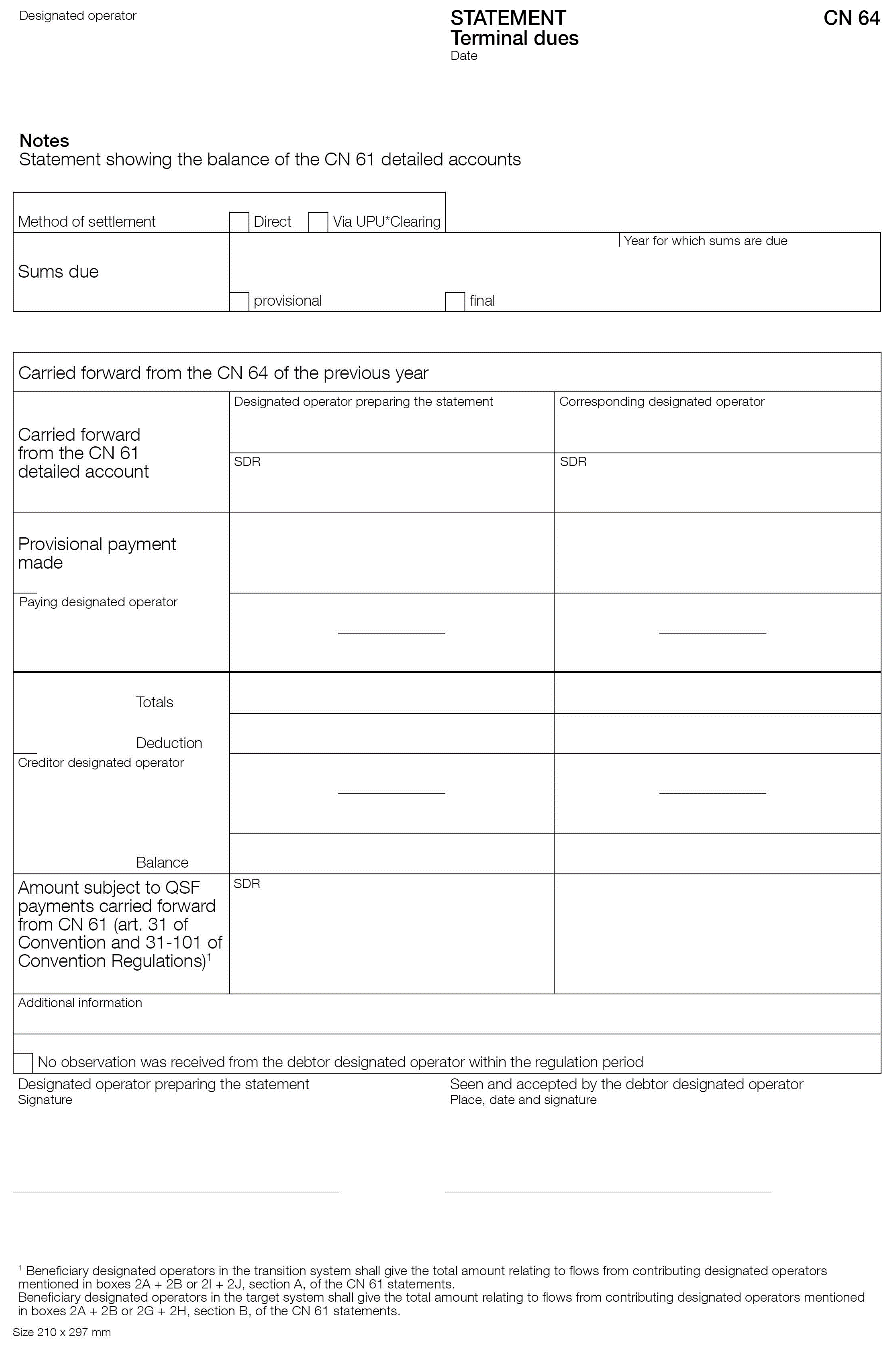 Designated operator
STATEMENT
Terminal dues
Date
CN 64
Notes
Statement showing the balance of the CN 61 detailed accounts
Method of settlement
Direct
Via UPU*Clearing
Sums due
Year for which sums are due
provisional
final
Carried forward from the CN 64 of the previous year
Carried forward
from the CN 61
detailed account
Designated operator preparing the statement
Corresponding designated operator
SDR
SDR
Provisional payment
made
Paying designated operator
Totals
Deduction
Creditor designated operator
Balance
Amount subject to QSF
payments carried forward
from CN 61 (art. 31 of
Convention and 31-101 of
Convention Regulations)¹
SDR
Additional information
No observation was received from the debtor designated operator within the regulation period
Designated operator preparing the statement
Signature
Seen and accepted by the debtor designated operator
Place, date and signature
¹ Beneficiary designated operators in the transition system shall give the total amount relating to flows from contributing designated operators
mentioned in boxes 2A + 2B or 2I + 2J, section A, of the CN 61 statements.
Beneficiary designated operators in the target system shall give the total amount relating to flows from contributing designated operators mentioned
in boxes 2A + 2B or 2G + 2H, section B, of the CN 61 statements.
Size 210 x 297 mm